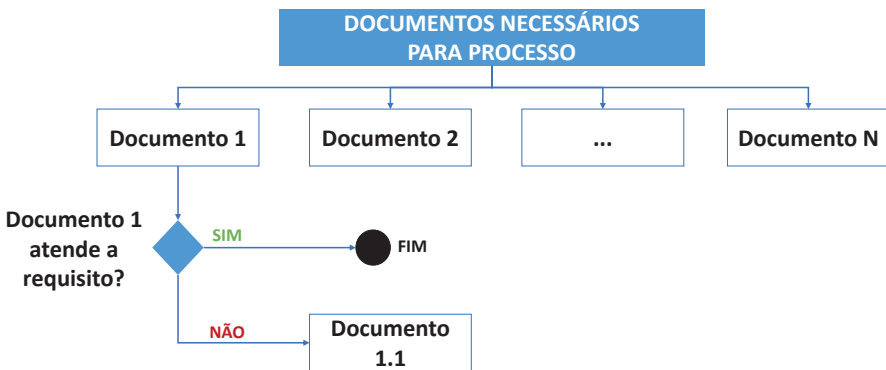 DOCUMENTOS NECESSÁRIOS
PARA PROCESSO
Documento 1
Documento 2
...
Documento N
Documento 1
atende a
requisito?
SIM
FIM
NÃO
Documento
1.1